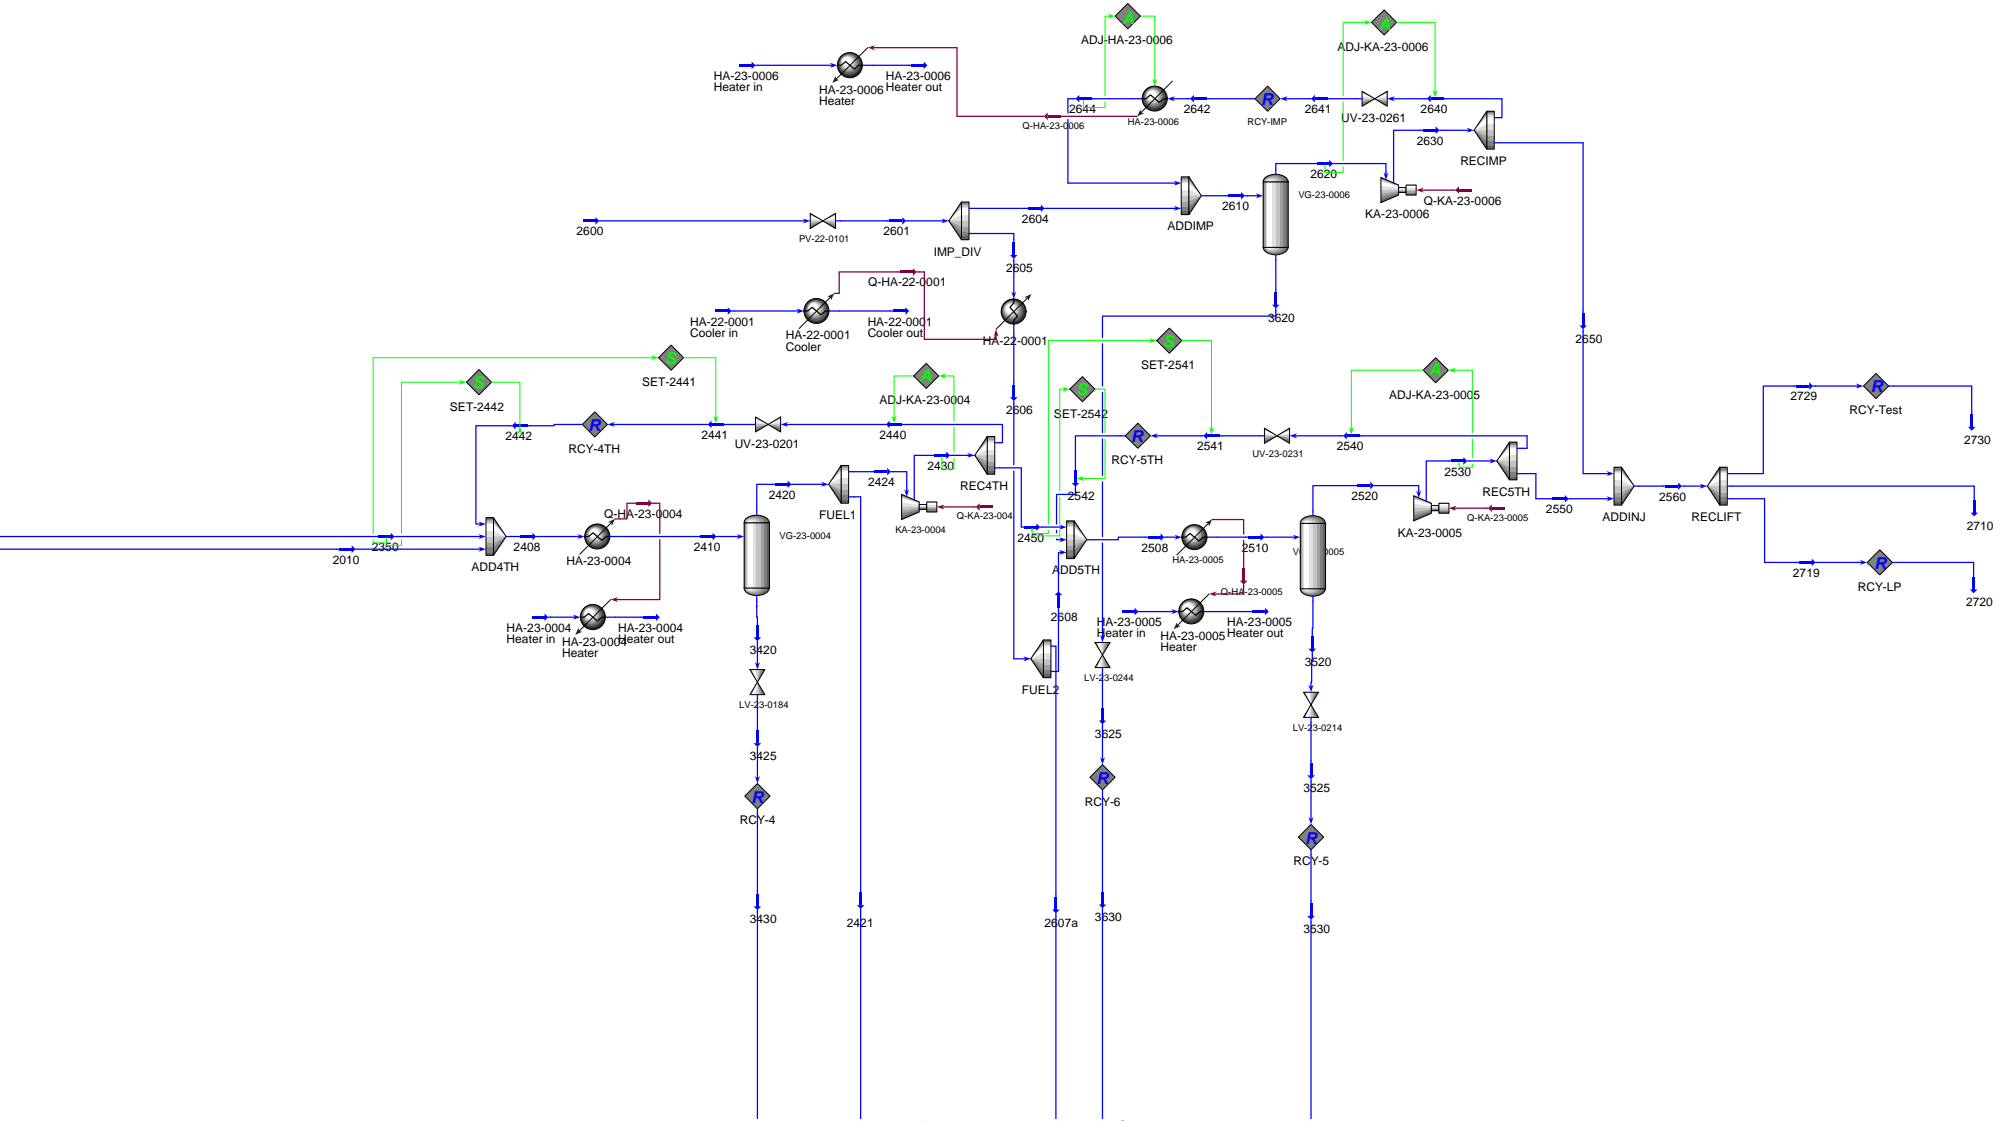 A
ADJ-HA-23-0006
A
ADJ-KA-23-0006
HA-23-0006
Heater in
HA-23-0006
Heater
HA-23-0006
Heater out
2644
Q-HA-23-0006
HA-23-0006
2642
R
RCY-IMP
2641
UV-23-0261
2640
2630
RECIMP
2620
VG-23-0006
KA-23-0006
Q-KA-23-0006
2600
PV-22-0101
2601
IMP_DIV
2604
ADDIMP
2610
2605
Q-HA-22-0001
HA-22-0001
Cooler in
HA-22-0001
Cooler
HA-22-0001
Cooler out
HA-22-0001
3620
2650
S
SET-2441
S
SET-2442
A
ADJ-KA-23-0004
2606
S
SET-2541
S
SET-2542
A
ADJ-KA-23-0005
2729
R
RCY-Test
2730
2442
R
RCY-4TH
2441
UV-23-0201
2440
2430
REC4TH
R
RCY-5TH
2541
UV-23-0231
2540
2530
REC5TH
2420
FUEL1
2424
KA-23-0004
Q-KA-23-004
2542
2520
KA-23-0005
Q-KA-23-0005
2550
ADDINJ
2560
RECLIFT
2710
2350
2010
ADD4TH
2408
Q-HA-23-0004
HA-23-0004
2410
VG-23-0004
2450
ADD5TH
2508
HA-23-0005
2510
Q-HA-23-0005
2719
R
RCY-LP
2720
HA-23-0004
Heater in
HA-23-0004
Heater
HA-23-0004
Heater out
3420
LV-23-0184
2608
FUEL2
HA-23-0005
Heater in
HA-23-0005
Heater
HA-23-0005
Heater out
LV-23-0244
3520
LV-23-0214
3425
3625
3525
R
RCY-4
R
RCY-6
R
RCY-5
3430
2421
2607a
3630
3530